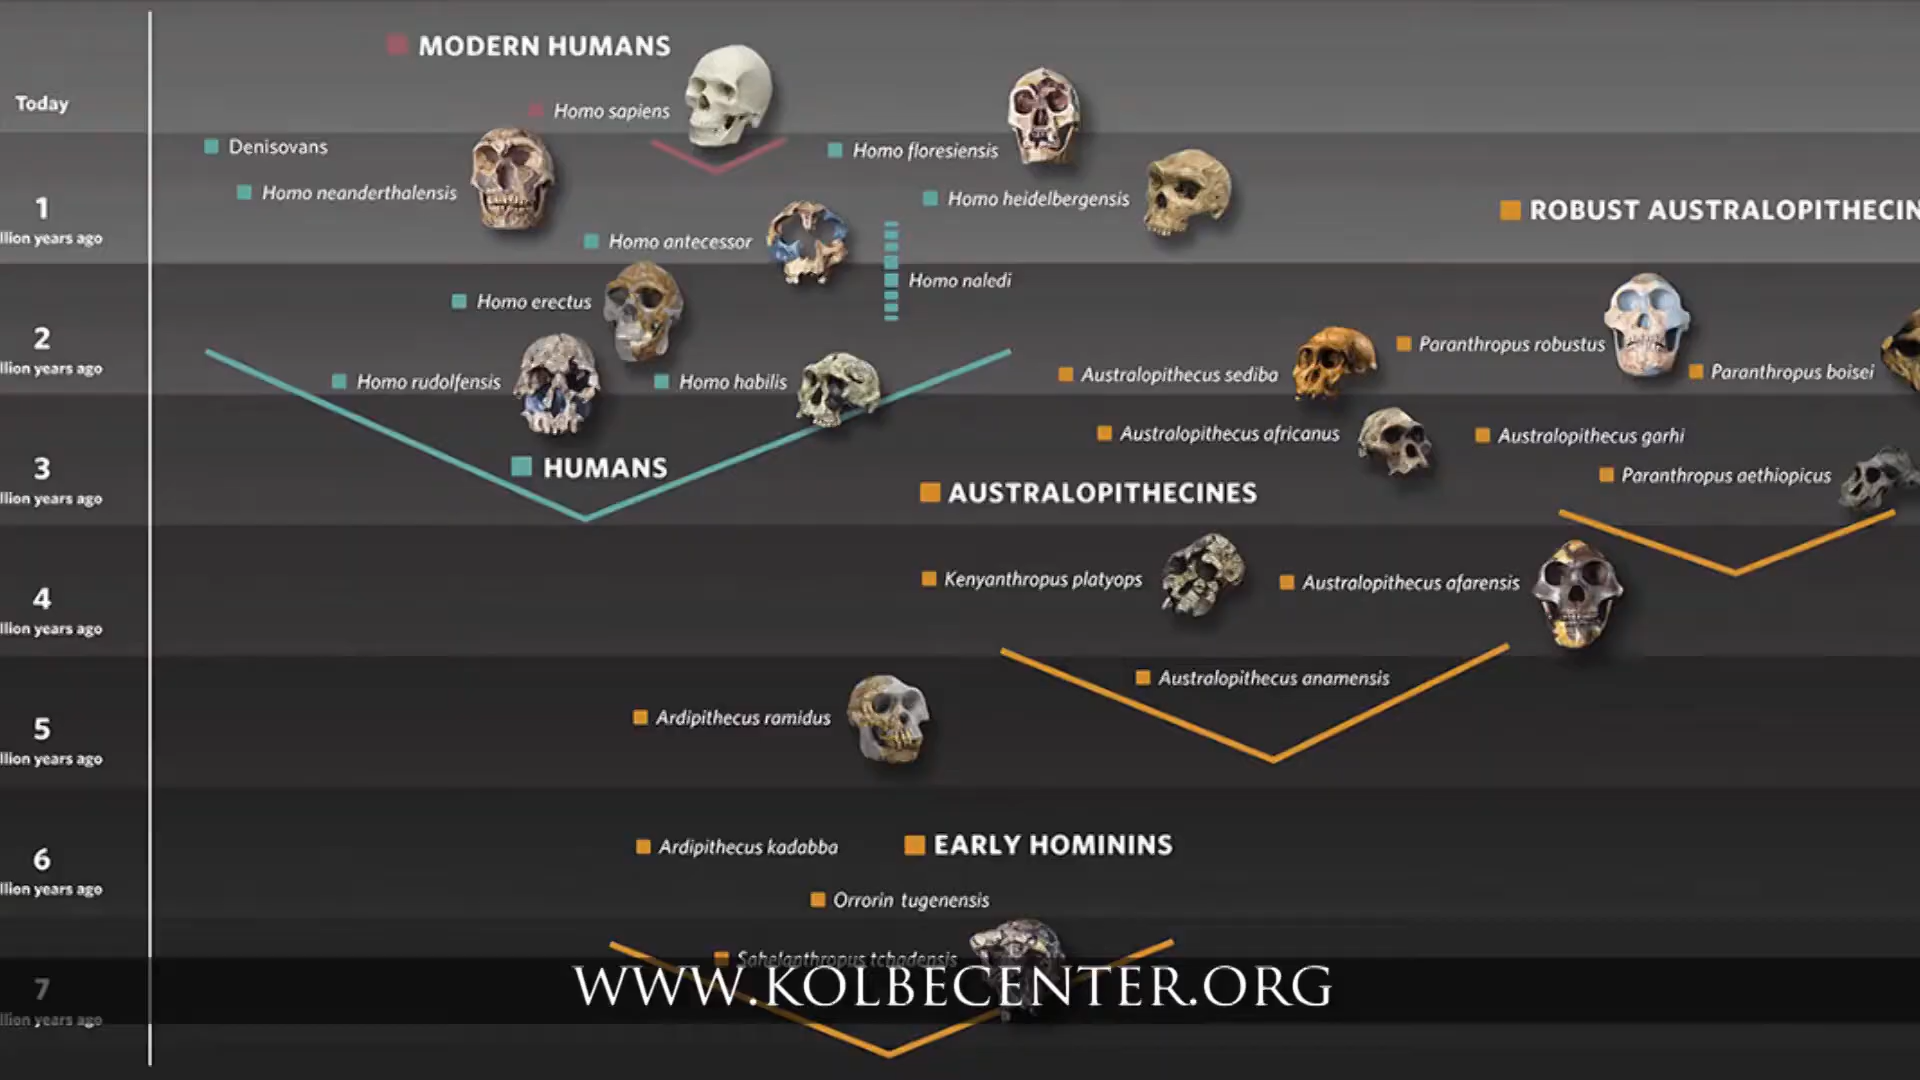 MODERN HUMANS
Today
Homo sapiens
Denisovans
Homo floresiensis
Homo neanderthalensis
Homo heidelbergensis
1
llion years ago
ROBUST AUSTRALOPITHECIN
Homo antecessor
Homo naledi
Homo erectus
2
llion years ago
Paranthropus robustus
Paranthropus boisei
Australopithecus sediba
Homo rudolfensis
Homo habilis
Australopithecus africanus
Australopithecus garhi
3
llion years ago
HUMANS
Paranthropus aethiopicus
AUSTRALOPITHECINES
Kenyanthropus platyops
Australopithecus afarensis
4
llion years ago
Australopithecus anamensis
Ardipithecus ramidus
5
llion years ago
Ardipithecus kadabba
EARLY HOMININS
6
llion years ago
Orrorin tugenensis
Sahelanthropus tchadensis
7
llion years ago
WWW.KOLBECENTER.ORG